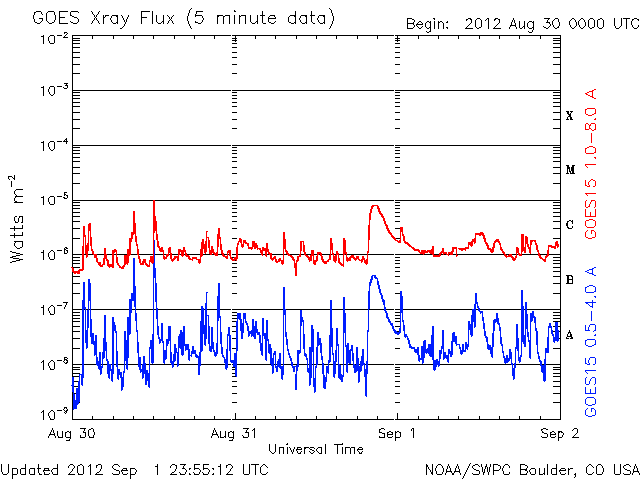 GOES Xray Flux (5 minute data)
Begin: 2012 Aug 30 0000 UTC
10-2
10-3
10-4
10-5
10-6
10-7
10-8
10-9
Watts m-2
X
M
C
B
A
GOES15 1.0-8.0 A
GOES15 0.5-4.0 A
Aug 30
Aug 31
Sep 1
Sep 2
Universal Time
Updated 2012 Sep 1 23:55:12 UTC
NOAA/SWPC Boulder, CO USA